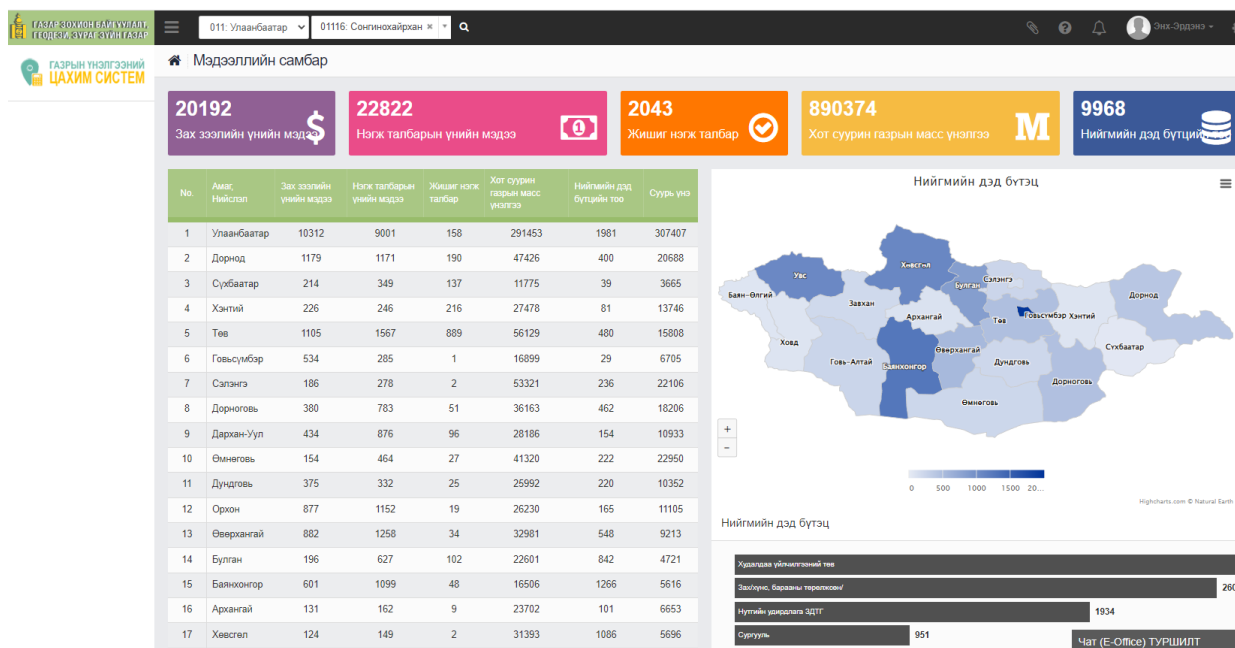 ГАЗАР ЗОХИОН БАЙГУУЛАЛТ,
ГЕОДЕЗИ, ЗУРАГ ЗҮЙН ГАЗАР
011: Улаанбаатар
01116: Сонгинохайрхан
Энх-Эрдэнэ
ГАЗРЫН ҮНЭЛГЭЭНИЙ
ЦАХИМ СИСТЕМ
Мэдээллийн самбар
20192
Зах зээлийн үнийн мэдээ
22822
Нэгж талбарын үнийн мэдээ
2043
Жишиг нэгж талбар
890374
Хот суурин газрын масс үнэлгээ
9968
Нийгмийн дэд бүтцийн тоо
No. Аймаг, Нийслэл Зах зээлийн үнийн мэдээ Нэгж талбарын үнийн мэдээ Жишиг нэгж талбар Хот суурин газрын масс үнэлгээ Нийгмийн дэд бүтцийн тоо Суурь үнэ
1 Улаанбаатар 10312 9001 158 291453 1981 307407
2 Дорнод 1179 1171 190 47426 400 20688
3 Сүхбаатар 214 349 137 11775 39 3665
4 Хэнтий 226 246 216 27478 81 13746
5 Төв 1105 1567 889 56129 480 15808
6 Говьсүмбэр 534 285 1 16899 29 6705
7 Сэлэнгэ 186 278 2 53321 236 22106
8 Дорноговь 380 783 51 36163 462 18206
9 Дархан-Уул 434 876 96 28186 154 10933
10 Өмнөговь 154 464 27 41320 222 22950
11 Дундговь 375 332 25 25992 220 10352
12 Орхон 877 1152 19 26230 165 11105
13 Өвөрхангай 882 1258 34 32981 548 9213
14 Булган 196 627 102 22601 842 4721
15 Баянхонгор 601 1099 48 16506 1266 5616
16 Архангай 131 162 9 23702 101 6653
17 Хөвсгөл 124 149 2 31393 1086 5696
Нийгмийн дэд бүтэц
Увс
Хөвсгөл
Сэлэнгэ
Булган
Баян-Өлгий
Завхан
Дорнод
Архангай
Төв
Говьсүмбэр
Хэнтий
Ховд
Сүхбаатар
Өвөрхангай
Говь-Алтай
Баянхонгор
Дундговь
Дорноговь
Өмнөговь
+
−
0 500 1000 1500 20...
Highcharts.com © Natural Earth
Нийгмийн дэд бүтэц
Худалдаа үйлчилгээний төв
Зах/хүнс, барааны төрөлжсөн/ 260
Нутгийн удирдлага ЗДТГ 1934
Сургууль 951
Чат (E-Office) ТУРШИЛТ